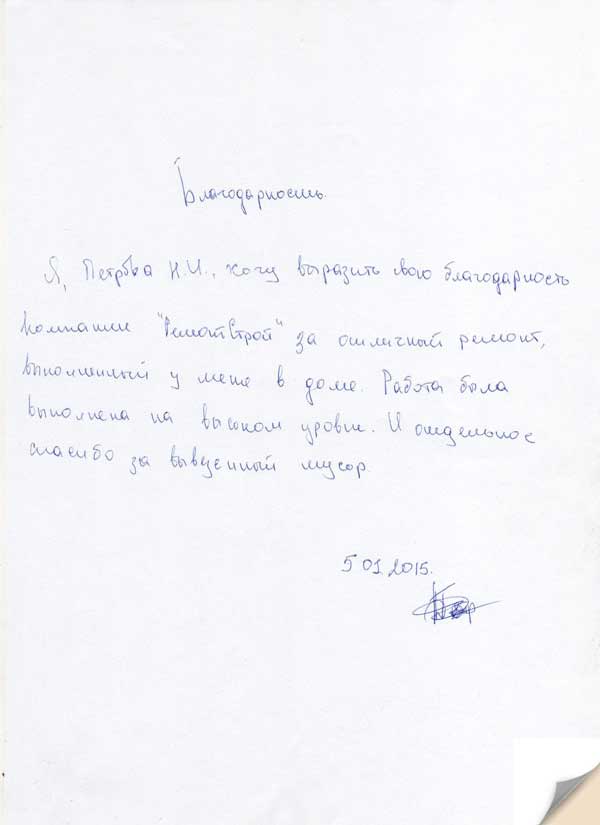 Благодарность.
Я, Петрова Н.И., хочу выразить свою благодарность
компании "РемонтСтрой" за отличный ремонт,
выполненный у меня в доме. Работа была
выполнена на высоком уровне. И отдельное
спасибо за вывезенный мусор.
5 01.2015.